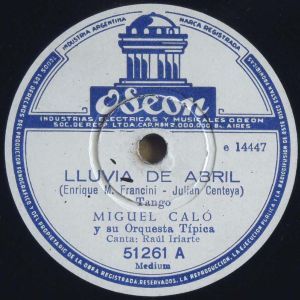 INDUSTRIA ARGENTINA
MARCA REGISTRADA
Odeon
INDUSTRIAS ELECTRICAS Y MUSICALES ODEON
SOC. DE RESP. LTDA. CAP. M$N 2.000.000 Bs. AIRES
e 14447
LLUVIA DE ABRIL
(Enrique M. Francini - Julián Centeya)
Tango
MIGUEL CALÓ
y su Orquesta Típica
Canta: Raúl Iriarte
51261 A
Medium